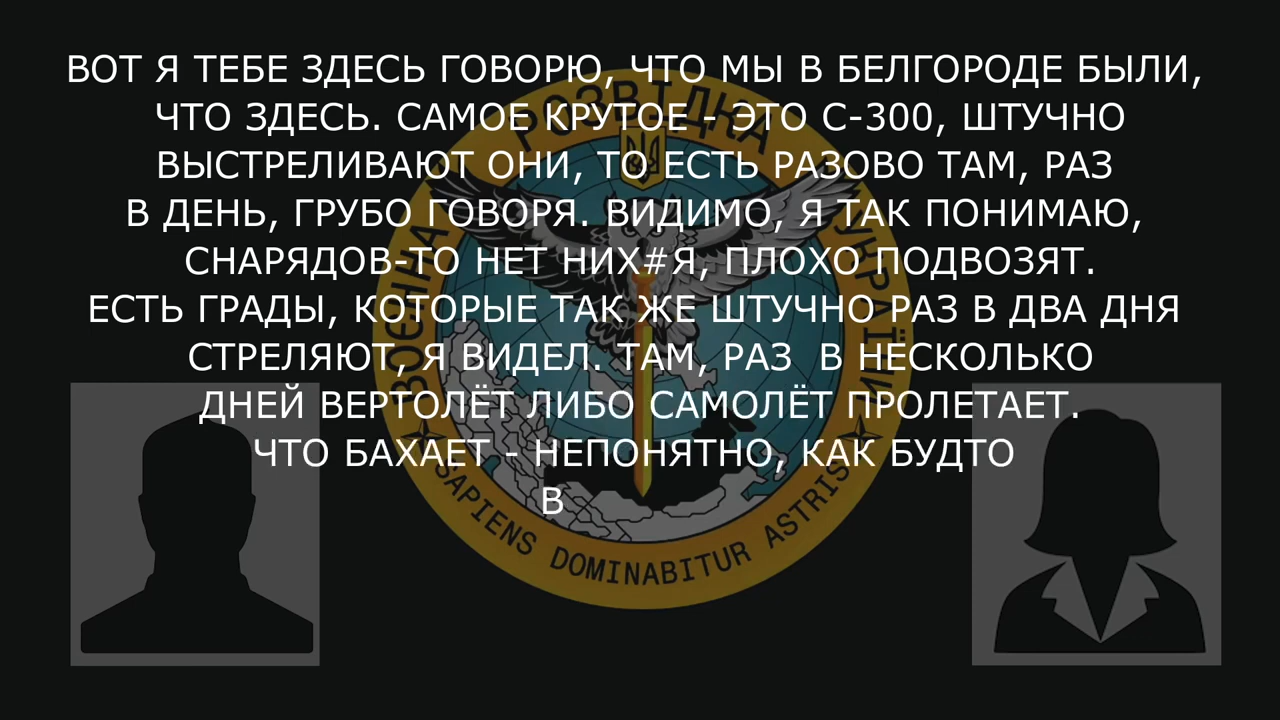 ВОТ Я ТЕБЕ ЗДЕСЬ ГОВОРЮ, ЧТО МЫ В БЕЛГОРОДЕ БЫЛИ,
ЧТО ЗДЕСЬ. САМОЕ КРУТОЕ - ЭТО С-300, ШТУЧНО
ВЫСТРЕЛИВАЮТ ОНИ, ТО ЕСТЬ РАЗОВО ТАМ, РАЗ
В ДЕНЬ, ГРУБО ГОВОРЯ. ВИДИМО, Я ТАК ПОНИМАЮ,
СНАРЯДОВ-ТО НЕТ НИХ#Я, ПЛОХО ПОДВОЗЯТ.
ЕСТЬ ГРАДЫ, КОТОРЫЕ ТАК ЖЕ ШТУЧНО РАЗ В ДВА ДНЯ
СТРЕЛЯЮТ, Я ВИДЕЛ. ТАМ, РАЗ В НЕСКОЛЬКО
ДНЕЙ ВЕРТОЛЁТ ЛИБО САМОЛЁТ ПРОЛЕТАЕТ.
ЧТО БАХАЕТ - НЕПОНЯТНО, КАК БУДТО
В
ВОЄННА РОЗВІДКА УКРАЇНИ
SAPIENS DOMINABITUR ASTRIS